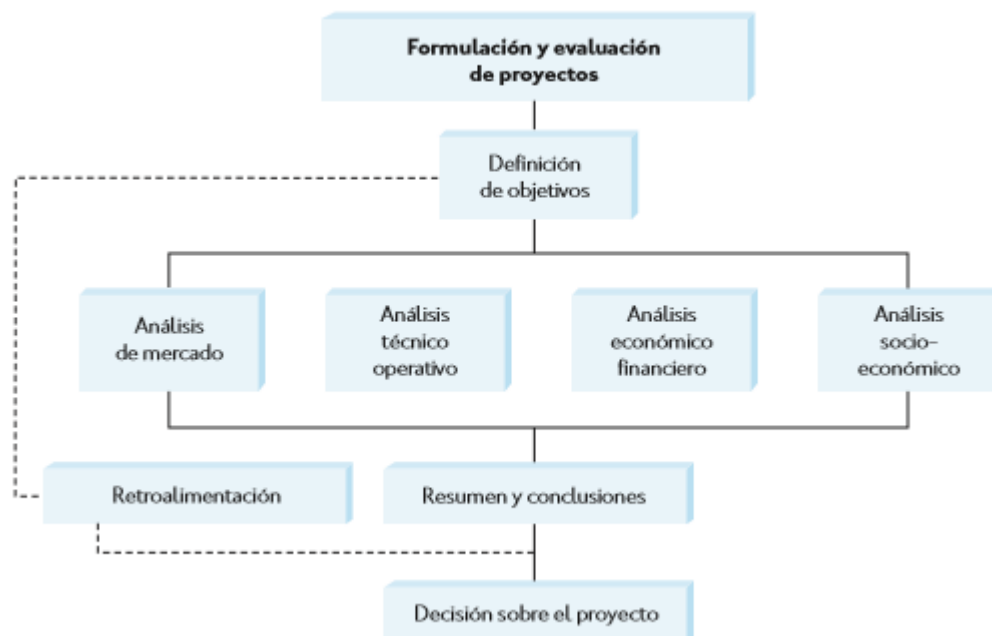 Formulación y evaluación
de proyectos
Definición
de objetivos
Análisis
de mercado
Análisis
técnico
operativo
Análisis
económico
financiero
Análisis
socio-
económico
Retroalimentación
Resumen y conclusiones
Decisión sobre el proyecto